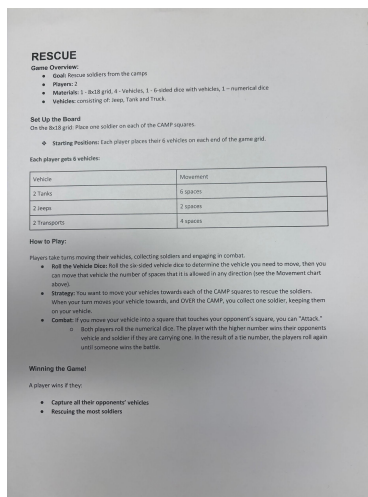 RESCUE
Game Overview:
• Goal: Rescue soldiers from the camps
• Players: 2
• Materials: 1 - 8x18 grid, 4 - Vehicles, 1 - 6-sided dice with vehicles, 1 – numerical dice
• Vehicles: consisting of: Jeep, Tank and Truck.
Set Up the Board
On the 8x18 grid. Place one soldier on each of the CAMP squares.
❖ Starting Positions: Each player places their 6 vehicles on each end of the game grid.
Each player gets 6 vehicles:
Vehicle Movement
2 Tanks 6 spaces
2 Jeeps 2 spaces
2 Transports 4 spaces
How to Play:
Players take turns moving their vehicles, collecting soldiers and engaging in combat.
• Roll the Vehicle Dice: Roll the six-sided vehicle dice to determine the vehicle you need to move, then you
can move that vehicle the number of spaces that it is allowed in any direction (see the Movement chart
above).
• Strategy: You want to move your vehicles towards each of the CAMP squares to rescue the soldiers.
When your turn moves your vehicle towards, and OVER the CAMP, you collect one soldier, keeping them
on your vehicle.
• Combat: If you move your vehicle into a square that touches your opponent's square, you can "Attack."
o Both players roll the numerical dice. The player with the higher number wins their opponents
vehicle and soldier if they are carrying one. In the result of a tie number, the players roll again
until someone wins the battle.
Winning the Game!
A player wins if they:
• Capture all their opponents' vehicles
• Rescuing the most soldiers